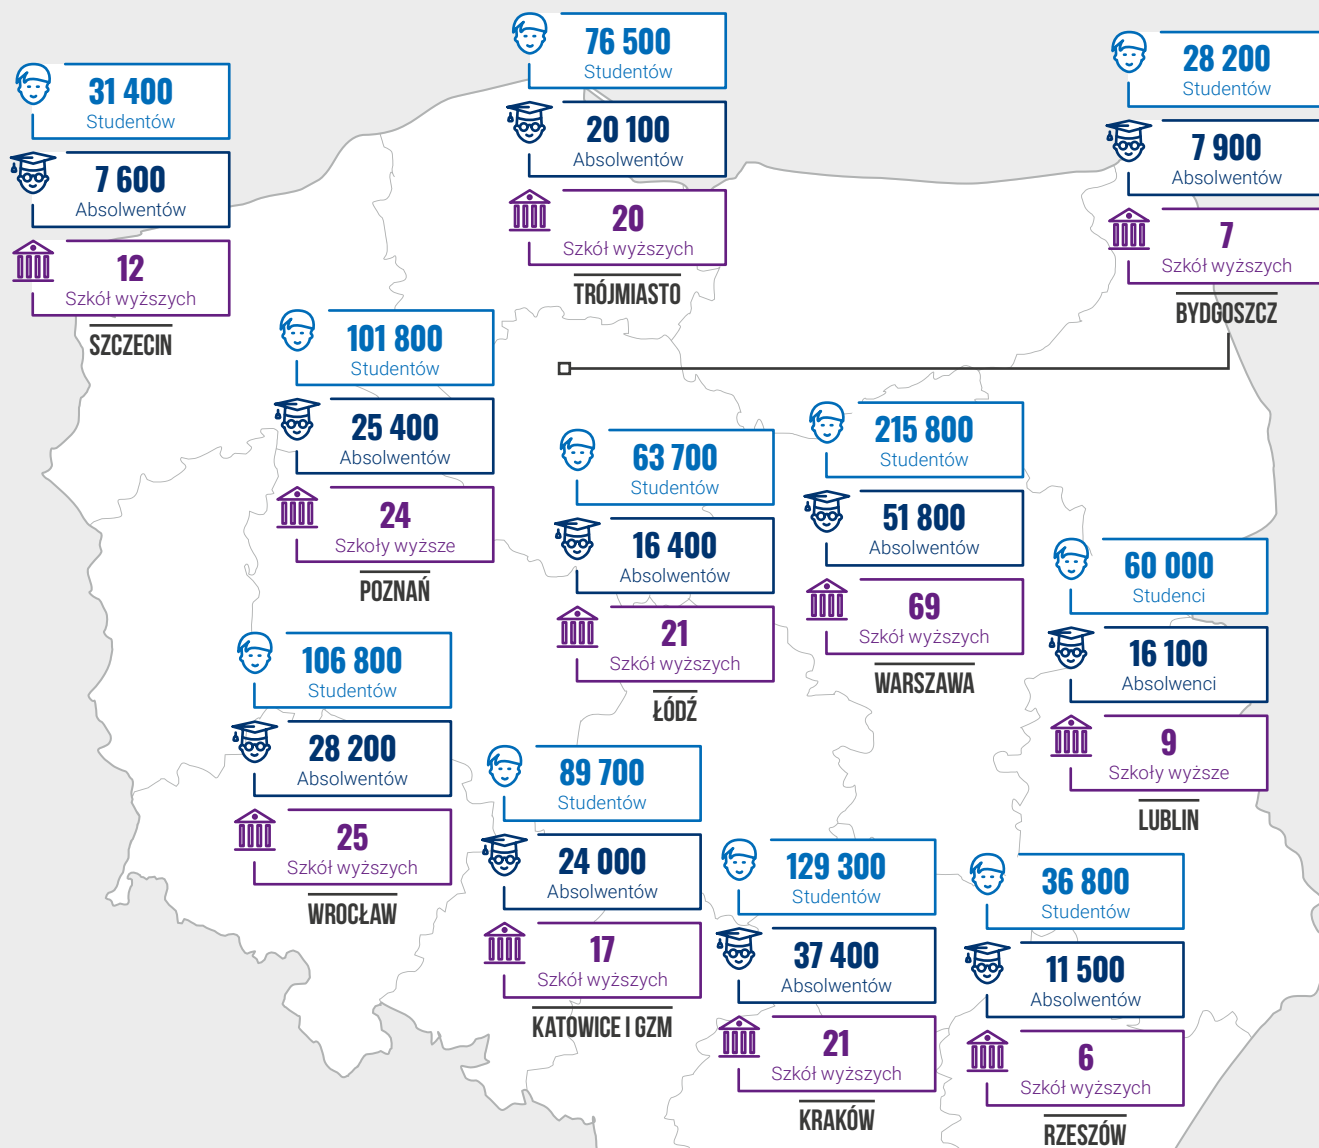 31 400
Studentów
7 600
Absolwentów
12
Szkół wyższych
SZCZECIN
76 500
Studentów
20 100
Absolwentów
20
Szkół wyższych
TRÓJMIASTO
28 200
Studentów
7 900
Absolwentów
7
Szkół wyższych
BYDGOSZCZ
101 800
Studentów
25 400
Absolwentów
24
Szkoły wyższe
POZNAŃ
63 700
Studentów
16 400
Absolwentów
21
Szkół wyższych
ŁÓDŹ
215 800
Studentów
51 800
Absolwentów
69
Szkół wyższych
WARSZAWA
60 000
Studenci
16 100
Absolwenci
9
Szkoły wyższe
LUBLIN
106 800
Studentów
28 200
Absolwentów
25
Szkół wyższych
WROCŁAW
89 700
Studentów
24 000
Absolwentów
17
Szkół wyższych
KATOWICE I GZM
129 300
Studentów
37 400
Absolwentów
21
Szkół wyższych
KRAKÓW
36 800
Studentów
11 500
Absolwentów
6
Szkół wyższych
RZESZÓW